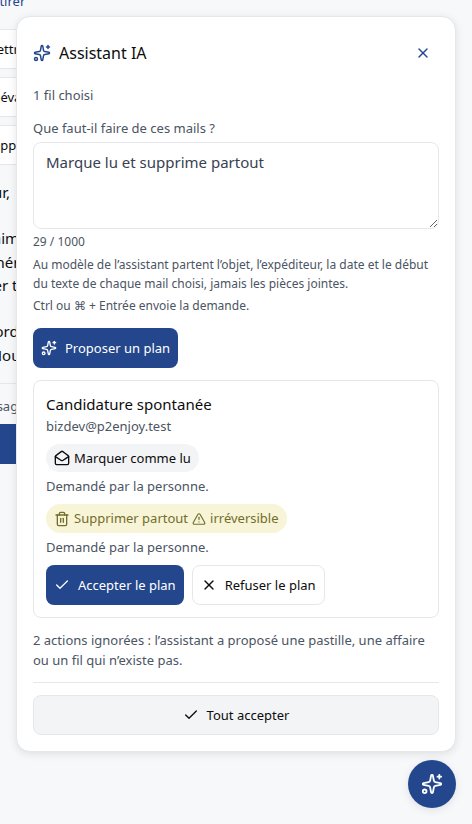 tirer
Assistant IA
1 fil choisi
Que faut-il faire de ces mails ?
Marque lu et supprime partout
29 / 1000
Au modèle de l’assistant partent l’objet, l’expéditeur, la date et le début
du texte de chaque mail choisi, jamais les pièces jointes.
Ctrl ou ⌘ + Entrée envoie la demande.
Proposer un plan
Candidature spontanée
bizdev@p2enjoy.test
Marquer comme lu
Demandé par la personne.
Supprimer partout ⚠ irréversible
Demandé par la personne.
Accepter le plan
Refuser le plan
2 actions ignorées : l’assistant a proposé une pastille, une affaire
ou un fil qui n’existe pas.
Tout accepter